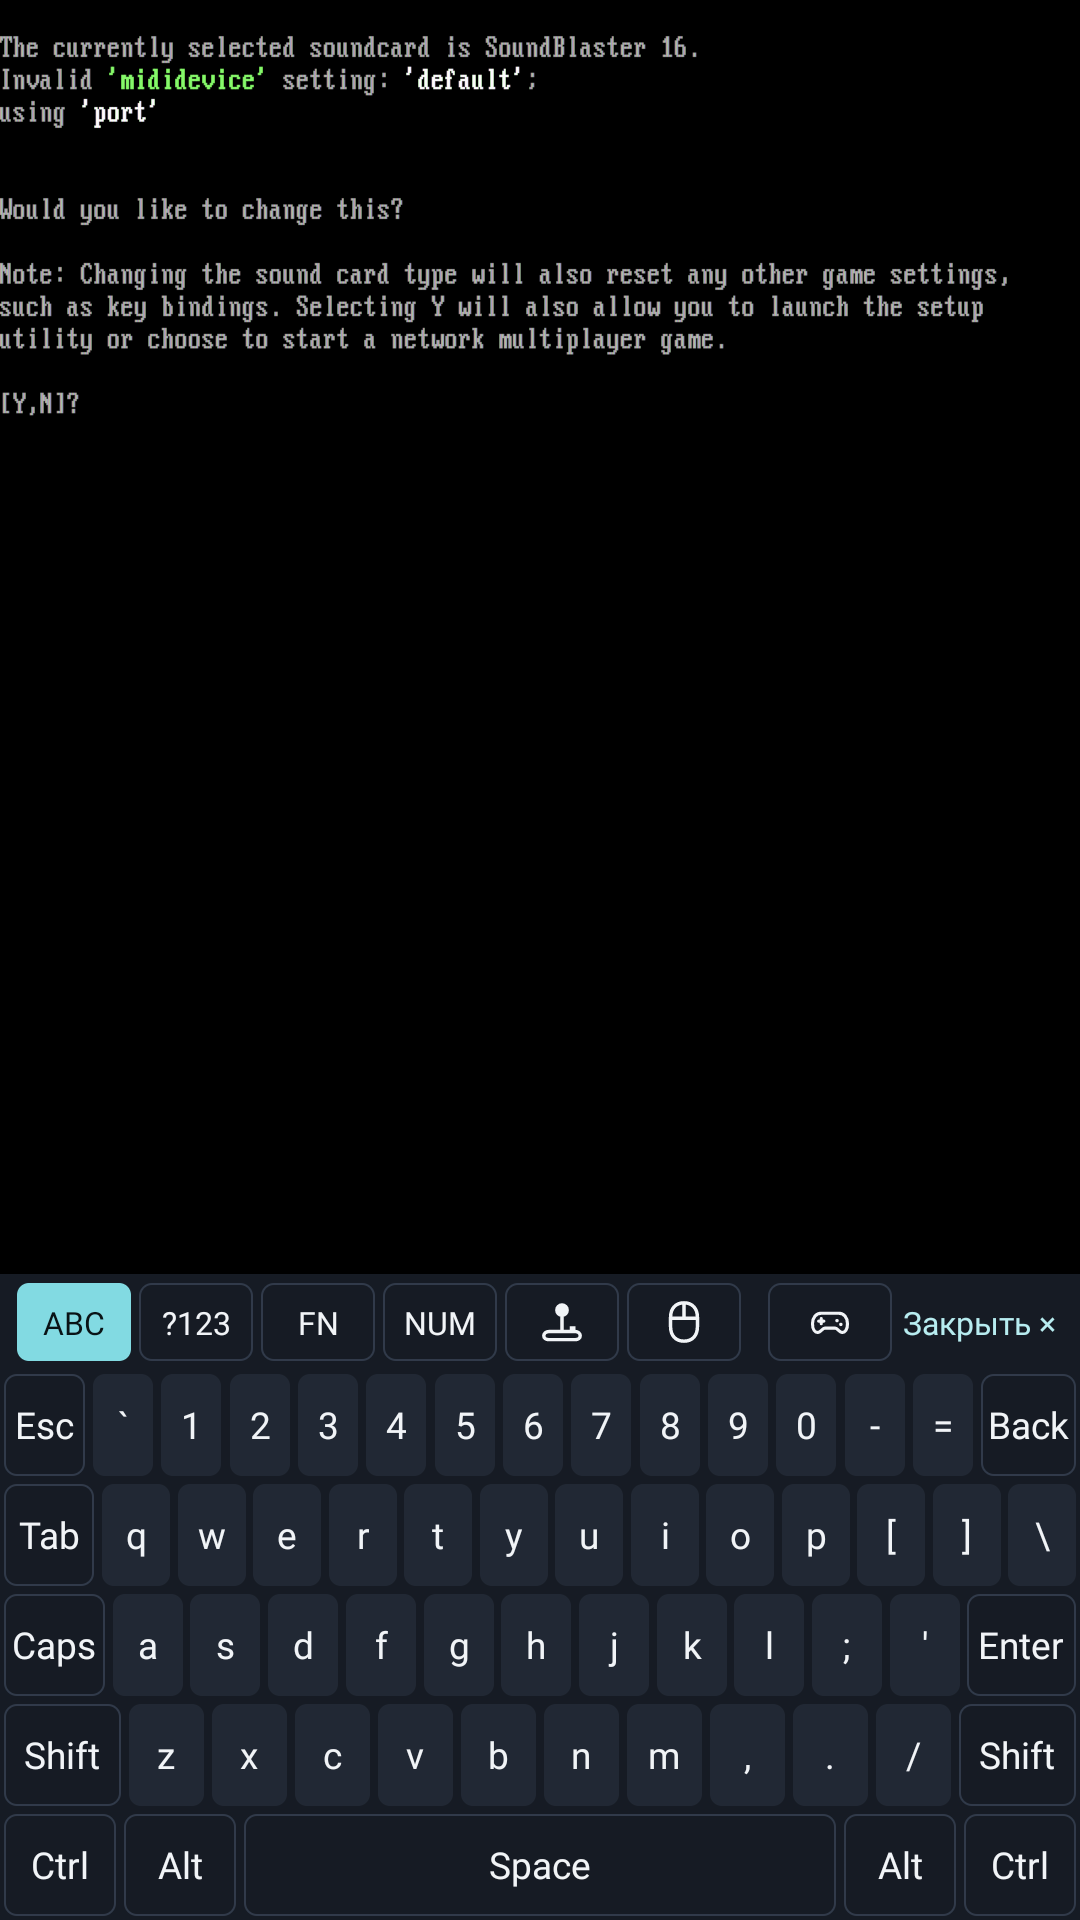 The currently selected soundcard is SoundBlaster 16.
Invalid 'mididevice' setting: 'default';
using 'port'
Would you like to change this?
Note: Changing the sound card type will also reset any other game settings,
such as key bindings. Selecting Y will also allow you to launch the setup
utility or choose to start a network multiplayer game.
[Y,N]?
ABC ?123 FN NUM Закрыть ×
Esc ` 1 2 3 4 5 6 7 8 9 0 - = Back
Tab q w e r t y u i o p [ ] \
Caps a s d f g h j k l ; ' Enter
Shift z x c v b n m , . / Shift
Ctrl Alt Space Alt Ctrl